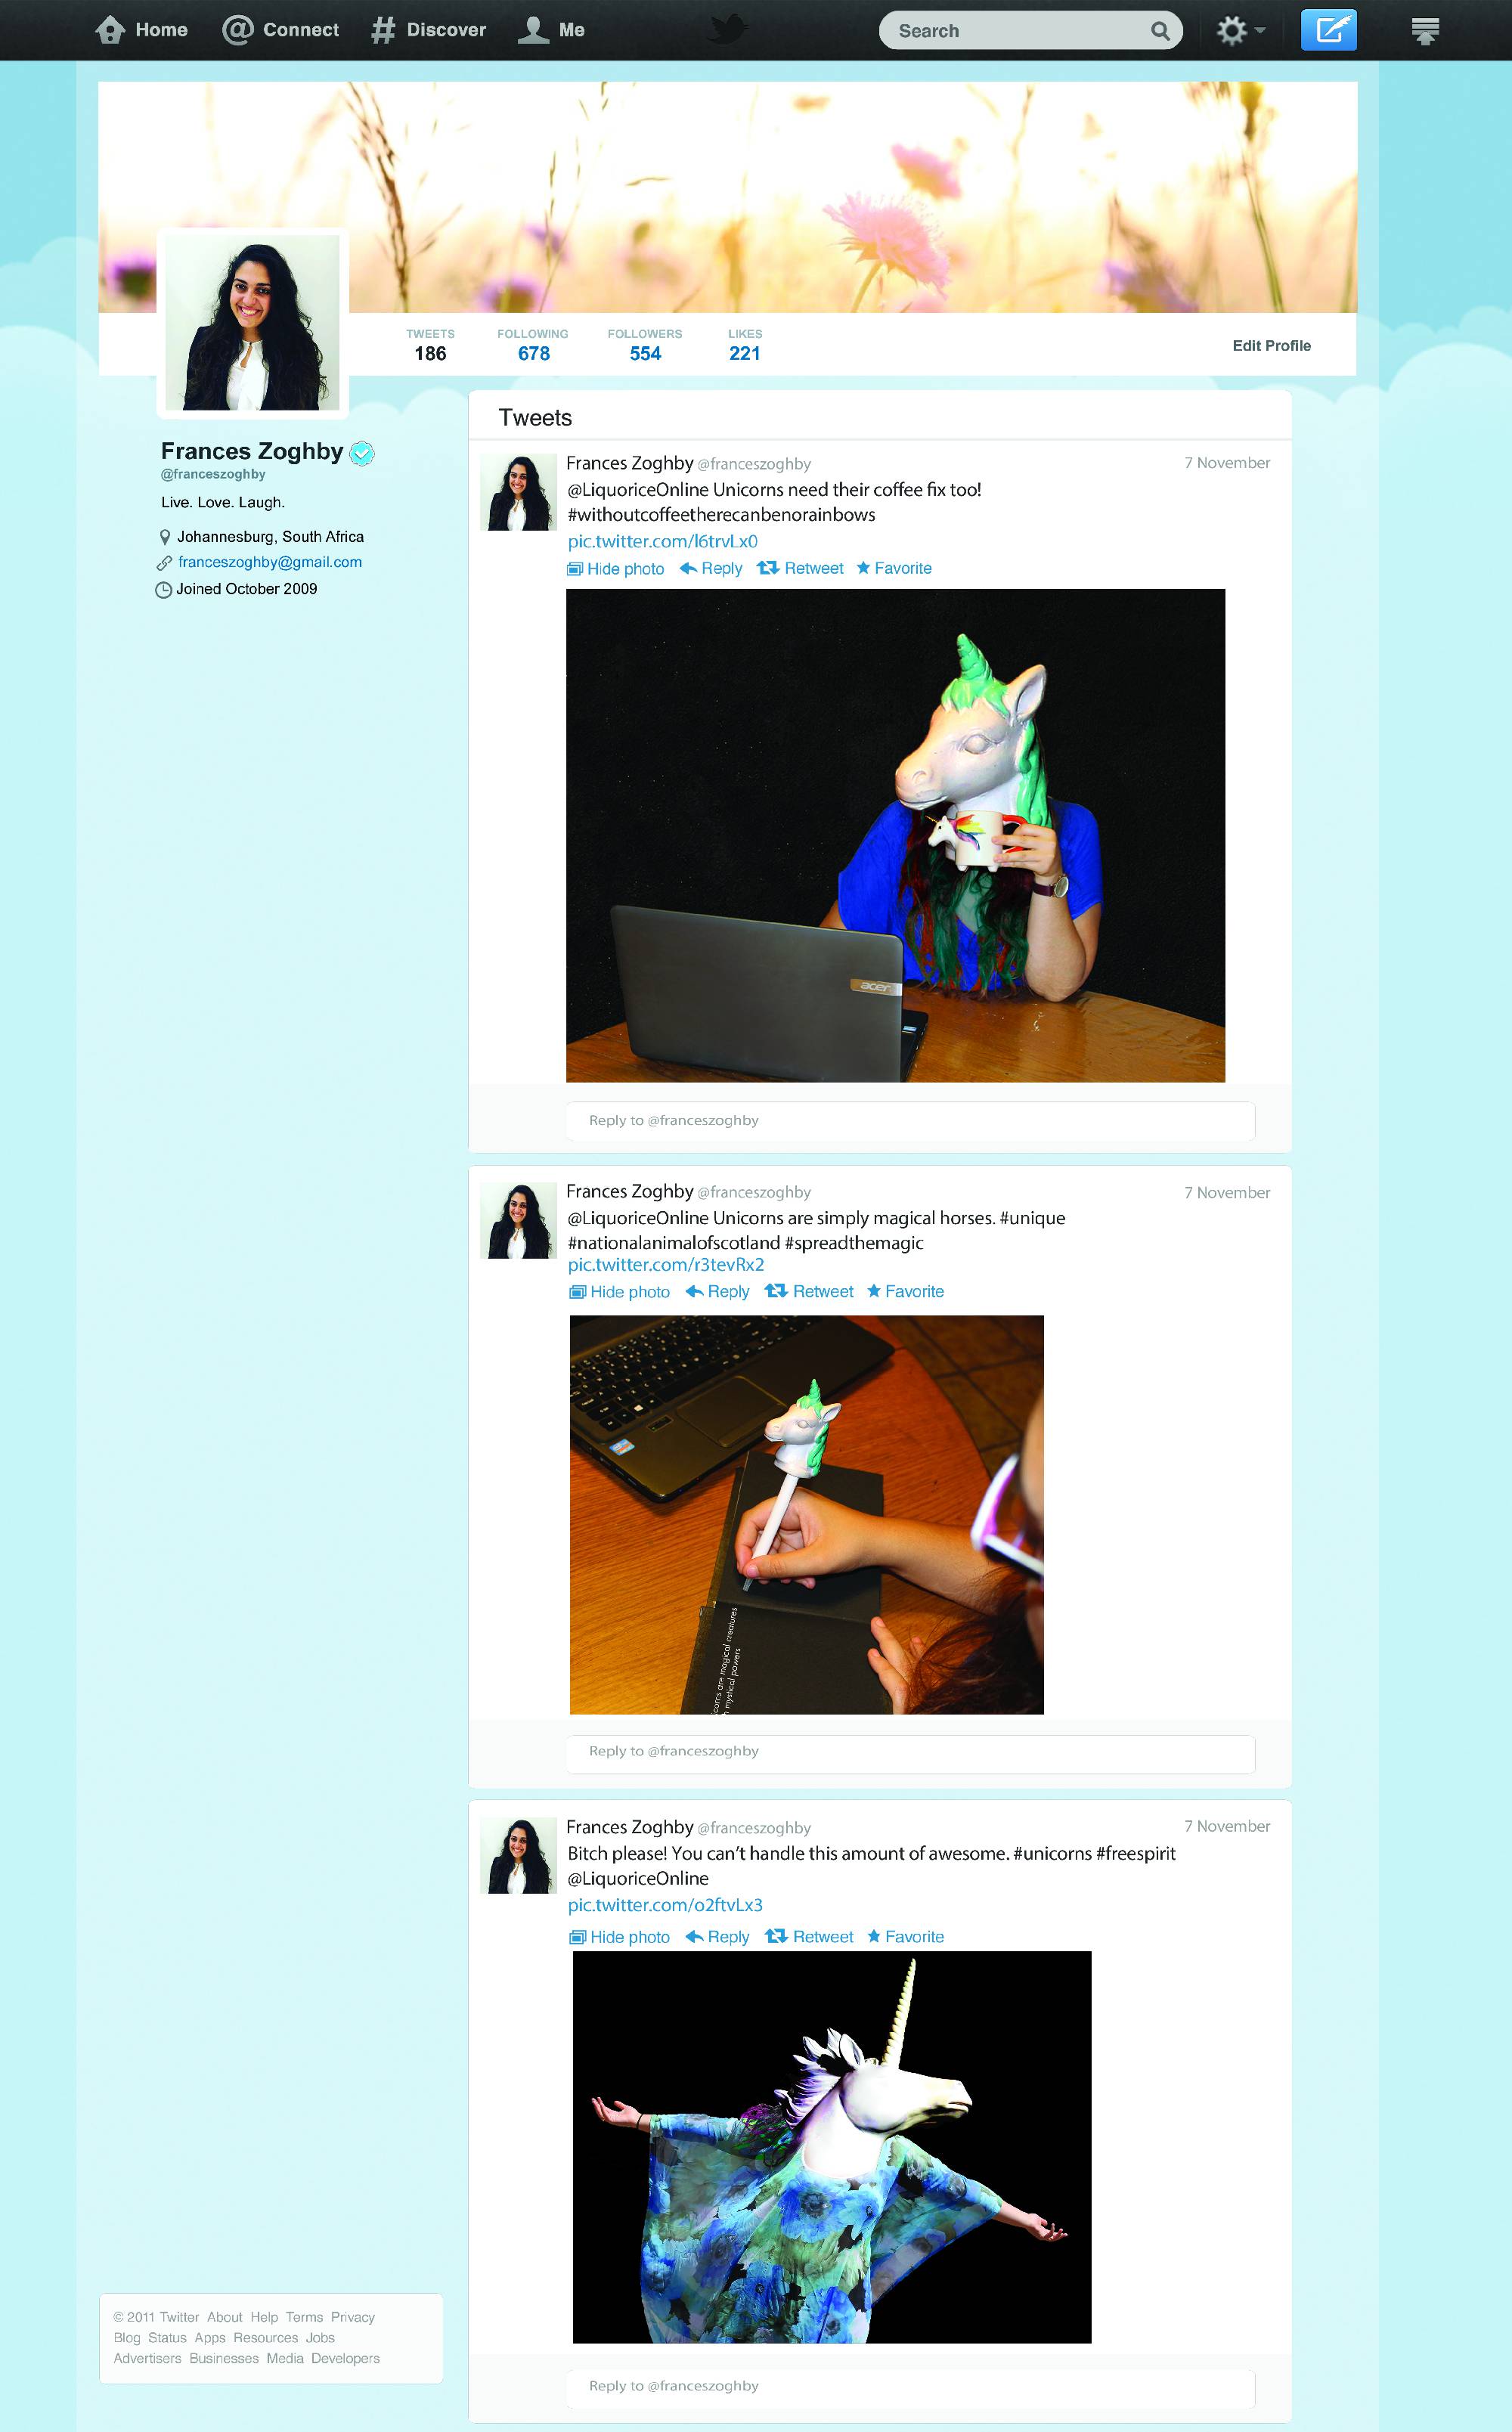 Home Connect Discover Me Search
TWEETS FOLLOWING FOLLOWERS LIKES
186 678 554 221
Edit Profile
Frances Zoghby
@franceszoghby
Live. Love. Laugh.
Johannesburg, South Africa
franceszoghby@gmail.com
Joined October 2009
Tweets
Frances Zoghby @franceszoghby 7 November
@LiquoriceOnline Unicorns need their coffee fix too!
#withoutcoffeetherecanbenorainbows
pic.twitter.com/l6trvLx0
Hide photo Reply Retweet Favorite
acer
Reply to @franceszoghby
Frances Zoghby @franceszoghby 7 November
@LiquoriceOnline Unicorns are simply magical horses. #unique
#nationalanimalofscotland #spreadthemagic
pic.twitter.com/r3tevRx2
Hide photo Reply Retweet Favorite
corns are magical creatures
h mystical powers
Reply to @franceszoghby
Frances Zoghby @franceszoghby 7 November
Bitch please! You can't handle this amount of awesome. #unicorns #freespirit
@LiquoriceOnline
pic.twitter.com/o2ftvLx3
Hide photo Reply Retweet Favorite
Reply to @franceszoghby
© 2011 Twitter About Help Terms Privacy
Blog Status Apps Resources Jobs
Advertisers Businesses Media Developers